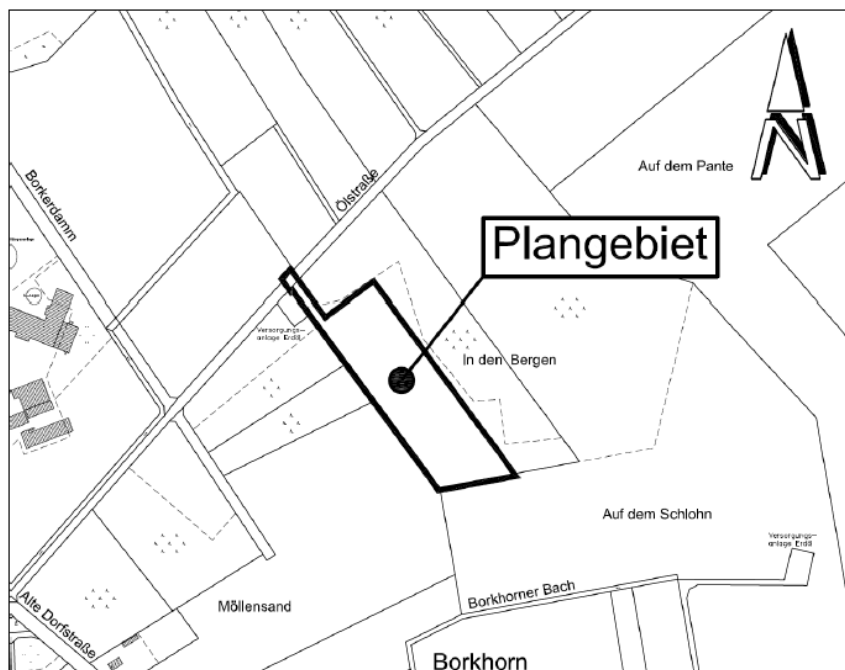 Auf dem Pante
Borkerdamm
Ölstraße
N
Plangebiet
Versorgungs-
anlage Erdöl
In den Bergen
Auf dem Schlohn
Versorgungs-
anlage Erdöl
Alte Dorfstraße
Möllensand
Borkhorner Bach
Borkhorn